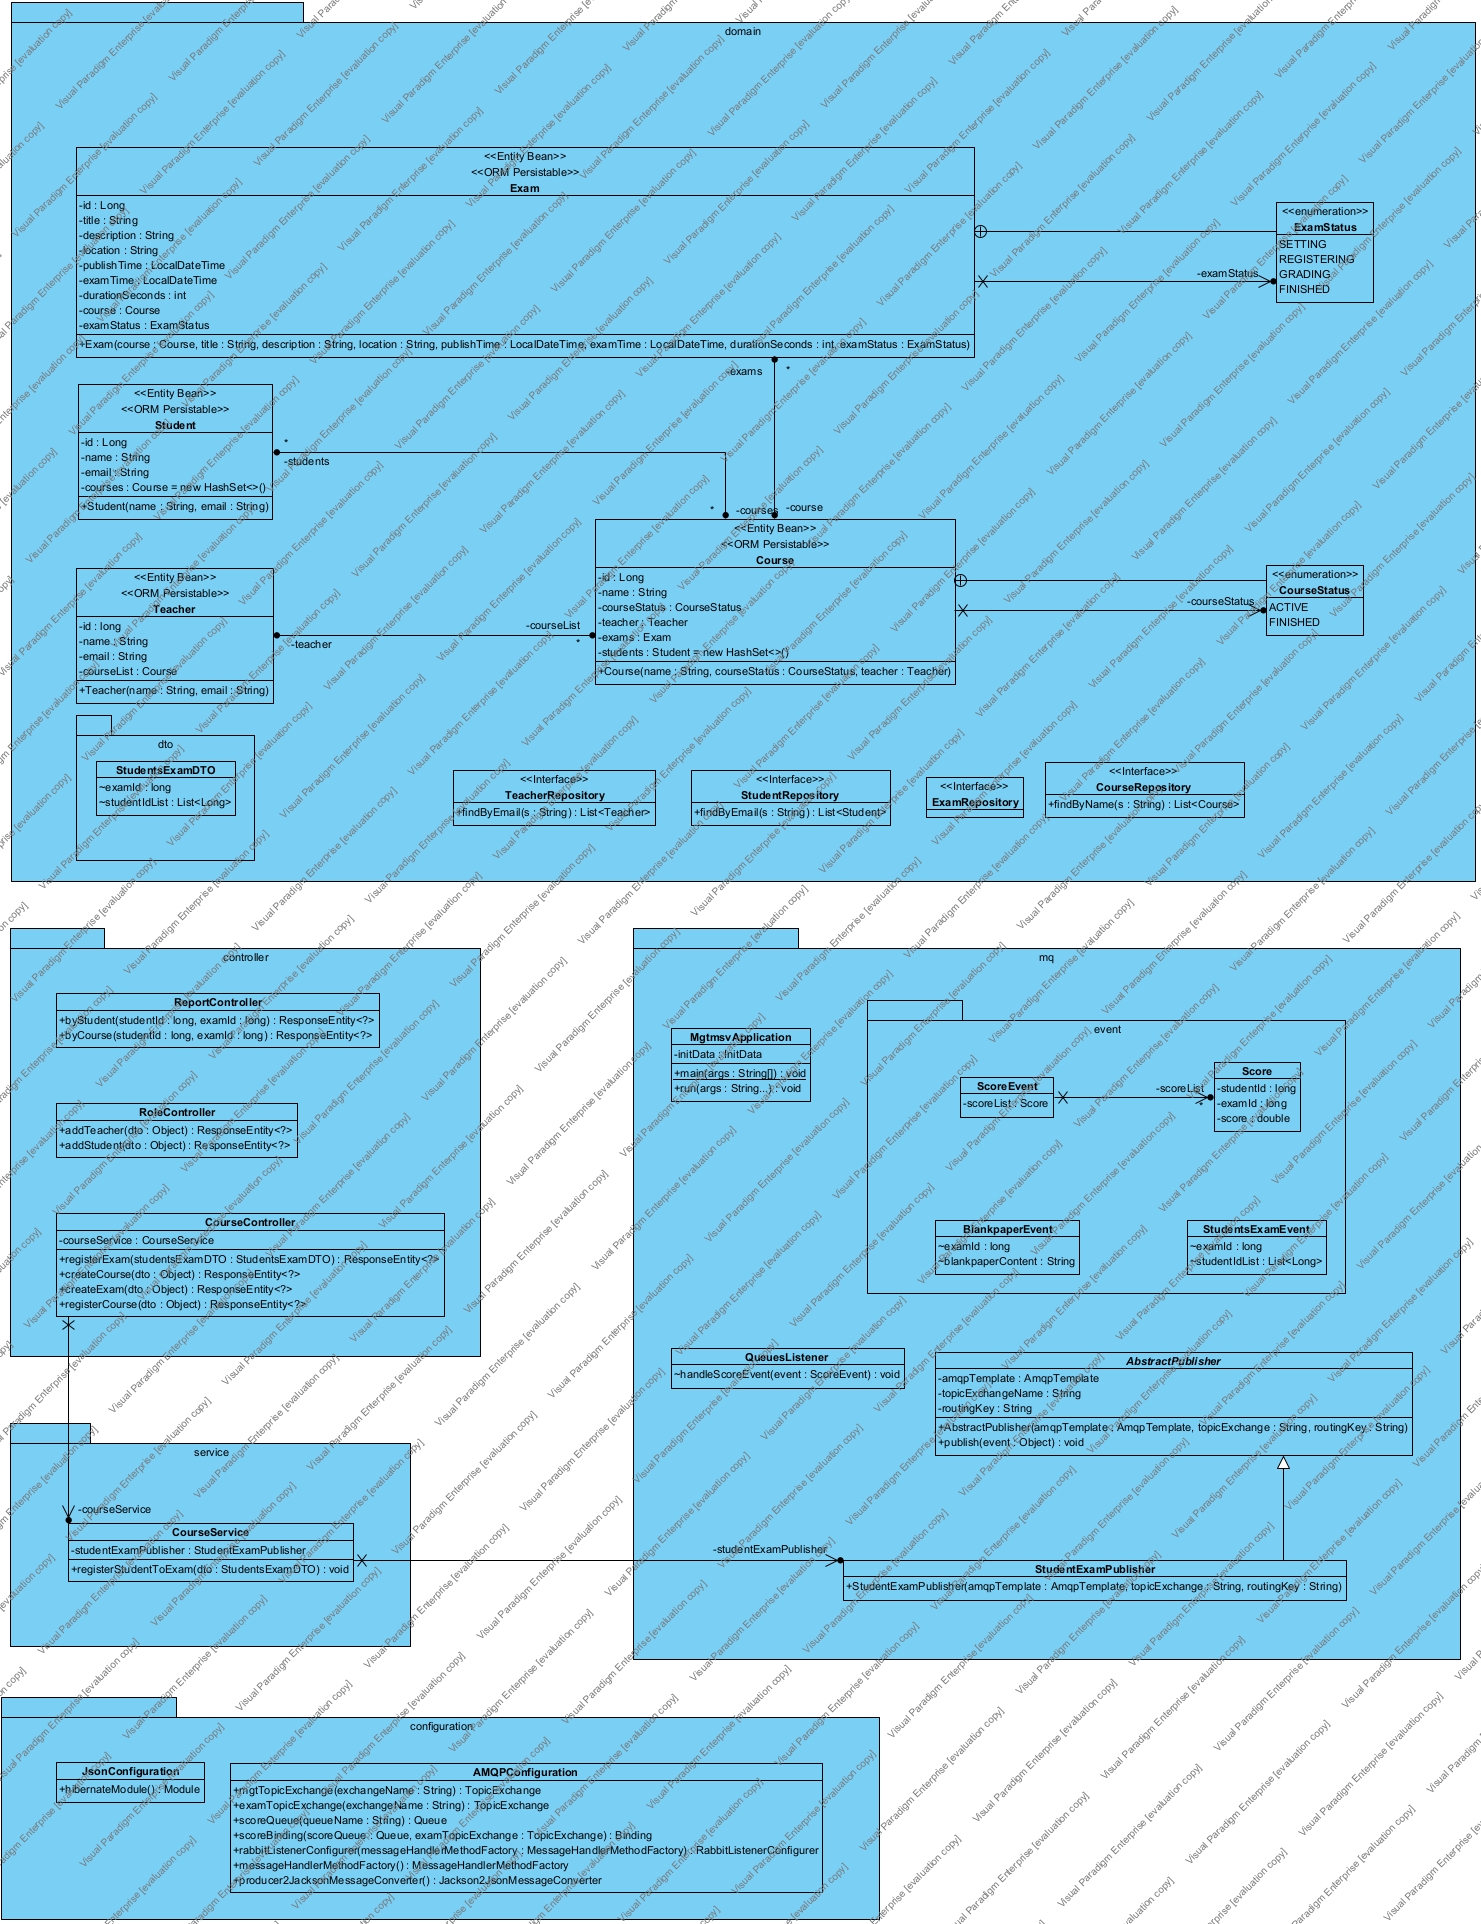 domain
<<Entity Bean>>
<<ORM Persistable>>
Exam
-id : Long
-title : String
-description : String
-location : String
-publishTime : LocalDateTime
-examTime : LocalDateTime
-durationSeconds : int
-course : Course
-examStatus : ExamStatus
+Exam(course : Course, title : String, description : String, location : String, publishTime : LocalDateTime, examTime : LocalDateTime, durationSeconds : int, examStatus : ExamStatus)
<<enumeration>>
ExamStatus
SETTING
REGISTERING
GRADING
FINISHED
-examStatus
-exams
*
<<Entity Bean>>
<<ORM Persistable>>
Student
-id : Long
-name : String
-email : String
-courses : Course = new HashSet<>()
+Student(name : String, email : String)
*
-students
*
-courses
-course
<<Entity Bean>>
<<ORM Persistable>>
Course
-id : Long
-name : String
-courseStatus : CourseStatus
-teacher : Teacher
-exams : Exam
-students : Student = new HashSet<>()
+Course(name : String, courseStatus : CourseStatus, teacher : Teacher)
<<enumeration>>
CourseStatus
ACTIVE
FINISHED
-courseStatus
<<Entity Bean>>
<<ORM Persistable>>
Teacher
-id : long
-name : String
-email : String
-courseList : Course
+Teacher(name : String, email : String)
-teacher
-courseList
*
dto
StudentsExamDTO
~examId : long
~studentIdList : List<Long>
<<Interface>>
TeacherRepository
+findByEmail(s : String) : List<Teacher>
<<Interface>>
StudentRepository
+findByEmail(s : String) : List<Student>
<<Interface>>
ExamRepository
<<Interface>>
CourseRepository
+findByName(s : String) : List<Course>
controller
ReportController
+byStudent(studentId : long, examId : long) : ResponseEntity<?>
+byCourse(studentId : long, examId : long) : ResponseEntity<?>
RoleController
+addTeacher(dto : Object) : ResponseEntity<?>
+addStudent(dto : Object) : ResponseEntity<?>
CourseController
-courseService : CourseService
+registerExam(studentsExamDTO : StudentsExamDTO) : ResponseEntity<?>
+createCourse(dto : Object) : ResponseEntity<?>
+createExam(dto : Object) : ResponseEntity<?>
+registerCourse(dto : Object) : ResponseEntity<?>
mq
MgtmsvApplication
-initData : InitData
+main(args : String[]) : void
+run(args : String...) : void
event
ScoreEvent
-scoreList : Score
-scoreList
*
Score
-studentId : long
-examId : long
-score : double
BlankpaperEvent
~examId : long
~blankpaperContent : String
StudentsExamEvent
~examId : long
~studentIdList : List<Long>
QueuesListener
~handleScoreEvent(event : ScoreEvent) : void
AbstractPublisher
-amqpTemplate : AmqpTemplate
-topicExchangeName : String
-routingKey : String
+AbstractPublisher(amqpTemplate : AmqpTemplate, topicExchange : String, routingKey : String)
+publish(event : Object) : void
service
-courseService
CourseService
-studentExamPublisher : StudentExamPublisher
+registerStudentToExam(dto : StudentsExamDTO) : void
-studentExamPublisher
StudentExamPublisher
+StudentExamPublisher(amqpTemplate : AmqpTemplate, topicExchange : String, routingKey : String)
configuration
JsonConfiguration
+hibernateModule() : Module
AMQPConfiguration
+mgtTopicExchange(exchangeName : String) : TopicExchange
+examTopicExchange(exchangeName : String) : TopicExchange
+scoreQueue(queueName : String) : Queue
+scoreBinding(scoreQueue : Queue, examTopicExchange : TopicExchange) : Binding
+rabbitListenerConfigurer(messageHandlerMethodFactory : MessageHandlerMethodFactory) : RabbitListenerConfigurer
+messageHandlerMethodFactory() : MessageHandlerMethodFactory
+producer2JacksonMessageConverter() : Jackson2JsonMessageConverter
Visual Paradigm Enterprise [evaluation copy]